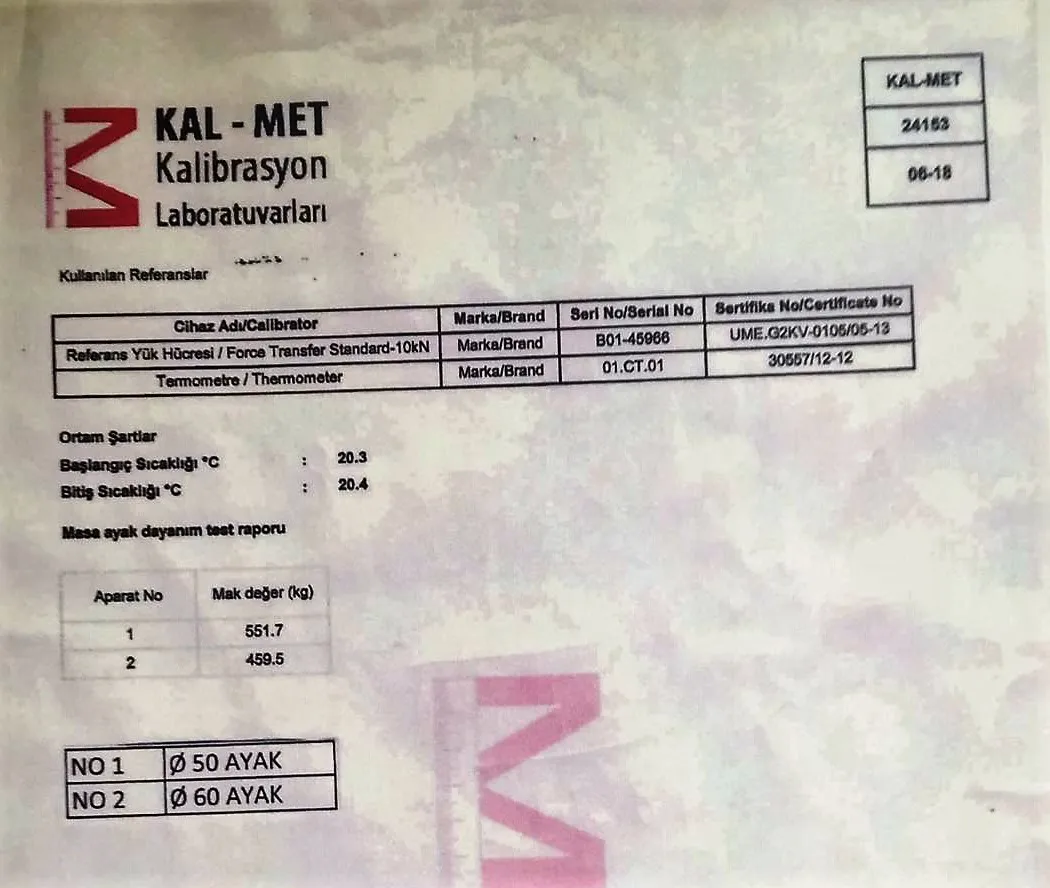 KAL - MET
Kalibrasyon
Laboratuvarları
KAL-MET
24153
06-18
Kullanılan Referanslar
Cihaz Adı/Calibrator Marka/Brand Seri No/Serial No Sertifika No/Certificate No
Referans Yük Hücresi / Force Transfer Standard-10kN Marka/Brand B01-45966 UME.G2KV-0105/05-13
Termometre / Thermometer Marka/Brand 01.CT.01 30557/12-12
Ortam Şartlar
Başlangıç Sıcaklığı °C : 20.3
Bitiş Sıcaklığı °C : 20.4
Masa ayak dayanım test raporu
Aparat No Mak değer (kg)
1 551.7
2 459.5
NO 1 Ø 50 AYAK
NO 2 Ø 60 AYAK